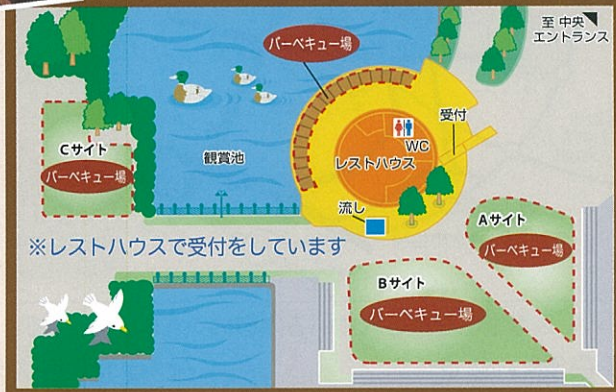 至 中央
エントランス
バーベキュー場
受付
WC
レストハウス
Cサイト
バーベキュー場
観賞池
流し
※レストハウスで受付をしています
Aサイト
バーベキュー場
Bサイト
バーベキュー場